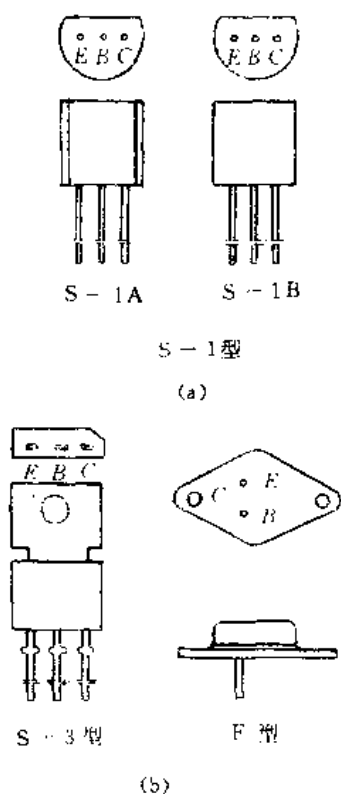 E B C E B C
S-1A S-1B
S-1型
(a)
E B C
C E
B
S-3型 F型
(b)